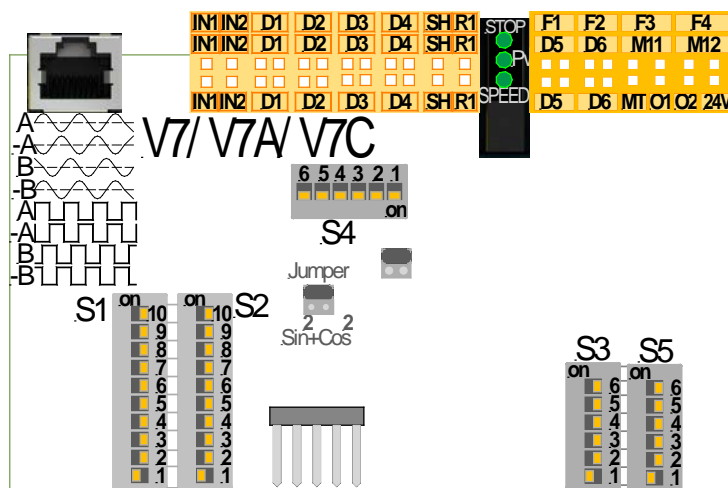 IN1 IN2 D1 D2 D3 D4 SH R1
IN1 IN2 D1 D2 D3 D4 SH R1
IN1 IN2 D1 D2 D3 D4 SH R1
STOP
PV
SPEED
F1 F2 F3 F4
D5 D6 M11 M12
D5 D6 MT O1 O2 24V
A
-A
B
-B
A
-A
B
-B
V7/ V7A/ V7C
6 5 4 3 2 1
on
S4
Jumper
2 2
Sin+Cos
S1
on
10
9
8
7
6
5
4
3
2
1
S2
on
10
9
8
7
6
5
4
3
2
1
S3
on
6
5
4
3
2
1
S5
on
6
5
4
3
2
1